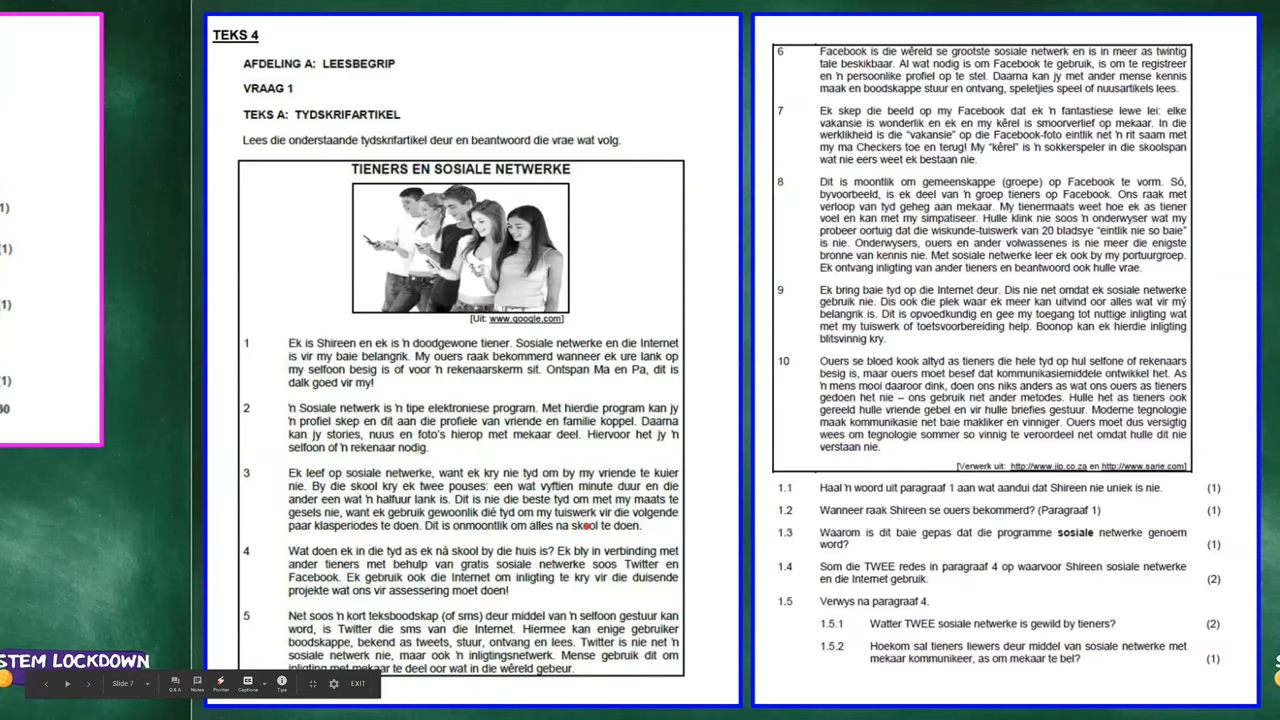 TEKS 4
AFDELING A: LEESBEGRIP
VRAAG 1
TEKS A: TYDSKRIFARTIKEL
Lees die onderstaande tydskrifartikel deur en beantwoord die vrae wat volg.
TIENERS EN SOSIALE NETWERKE
[Uit: www.google.com]
1 Ek is Shireen en ek is 'n doodgewone tiener. Sosiale netwerke en die Internet
is vir my baie belangrik. My ouers raak bekommerd wanneer ek ure lank op
my selfoon besig is of voor 'n rekenaarskerm sit. Ontspan Ma en Pa, dit is
dalk goed vir my!
2 'n Sosiale netwerk is 'n tipe elektroniese program. Met hierdie program kan jy
'n profiel skep en dit aan die profiele van vriende en familie koppel. Daarna
kan jy stories, nuus en foto's hierop met mekaar deel. Hiervoor het jy 'n
selfoon of 'n rekenaar nodig.
3 Ek leef op sosiale netwerke, want ek kry nie tyd om by my vriende te kuier
nie. By die skool kry ek twee pouses: een wat vyftien minute duur en die
ander een wat 'n halfuur lank is. Dit is nie die beste tyd om met my maats te
gesels nie, want ek gebruik gewoonlik dié tyd om my tuiswerk vir die volgende
paar klasperiodes te doen. Dit is onmoontlik om alles na skool te doen.
4 Wat doen ek in die tyd as ek ná skool by die huis is? Ek bly in verbinding met
ander tieners met behulp van gratis sosiale netwerke soos Twitter en
Facebook. Ek gebruik ook die Internet om inligting te kry vir die duisende
projekte wat ons vir assessering moet doen!
5 Net soos 'n kort teksboodskap (of sms) deur middel van 'n selfoon gestuur kan
word, is Twitter die sms van die Internet. Hiermee kan enige gebruiker
boodskappe, bekend as tweets, stuur, ontvang en lees. Twitter is nie net 'n
sosiale netwerk nie, maar ook 'n inligtingsnetwerk. Mense gebruik dit om
inligting met mekaar te deel oor wat in die wêreld gebeur.
6 Facebook is die wêreld se grootste sosiale netwerk en is in meer as twintig
tale beskikbaar. Al wat nodig is om Facebook te gebruik, is om te registreer
en 'n persoonlike profiel op te stel. Daarna kan jy met ander mense kennis
maak en boodskappe stuur en ontvang, speletjies speel of nuusartikels lees.
7 Ek skep die beeld op my Facebook dat ek 'n fantastiese lewe lei: elke
vakansie is wonderlik en ek en my kêrel is smoorverlief op mekaar. In die
werklikheid is die "vakansie" op die Facebook-foto eintlik net 'n rit saam met
my ma Checkers toe en terug! My "kêrel" is 'n sokkerspeler in die skoolspan
wat nie eers weet ek bestaan nie.
8 Dit is moontlik om gemeenskappe (groepe) op Facebook te vorm. Só,
byvoorbeeld, is ek deel van 'n groep tieners op Facebook. Ons raak met
verloop van tyd geheg aan mekaar. My tienermaats weet hoe ek as tiener
voel en kan met my simpatiseer. Hulle klink nie soos 'n onderwyser wat my
probeer oortuig dat die wiskunde-tuiswerk van 20 bladsye "eintlik nie so baie"
is nie. Onderwysers, ouers en ander volwassenes is nie meer die enigste
bronne van kennis nie. Met sosiale netwerke leer ek ook by my portuurgroep.
Ek ontvang inligting van ander tieners en beantwoord ook hulle vrae.
9 Ek bring baie tyd op die Internet deur. Dis nie net omdat ek sosiale netwerke
gebruik nie. Dis ook die plek waar ek meer kan uitvind oor alles wat vir mý
belangrik is. Dit is opvoedkundig en gee my toegang tot nuttige inligting wat
met my tuiswerk of toetsvoorbereiding help. Boonop kan ek hierdie inligting
blitsvinnig kry.
10 Ouers se bloed kook altyd as tieners die hele tyd op hul selfone of rekenaars
besig is, maar ouers moet besef dat kommunikasiemiddele ontwikkel het. As
'n mens mooi daaroor dink, doen ons niks anders as wat ons ouers as tieners
gedoen het nie – ons gebruik net ander metodes. Hulle het as tieners ook
gereeld hulle vriende gebel en vir hulle briefies gestuur. Moderne tegnologie
maak kommunikasie net baie makliker en vinniger. Ouers moet dus versigtig
wees om tegnologie sommer so vinnig te veroordeel net omdat hulle dit nie
verstaan nie.
[Verwerk uit: http://www.jip.co.za en http://www.sarie.com]
1.1 Haal 'n woord uit paragraaf 1 aan wat aandui dat Shireen nie uniek is nie. (1)
1.2 Wanneer raak Shireen se ouers bekommerd? (Paragraaf 1) (1)
1.3 Waarom is dit baie gepas dat die programme sosiale netwerke genoem
word? (1)
1.4 Som die TWEE redes in paragraaf 4 op waarvoor Shireen sosiale netwerke
en die Internet gebruik. (2)
1.5 Verwys na paragraaf 4.
1.5.1 Watter TWEE sosiale netwerke is gewild by tieners? (2)
1.5.2 Hoekom sal tieners liewers deur middel van sosiale netwerke met
mekaar kommunikeer, as om mekaar te bel? (1)
1)
(1)
(1)
(1)
30
STEM LOCKDOWN
Slide 7
Q&A
Notes
Pointer
Captions
Tips
EXIT